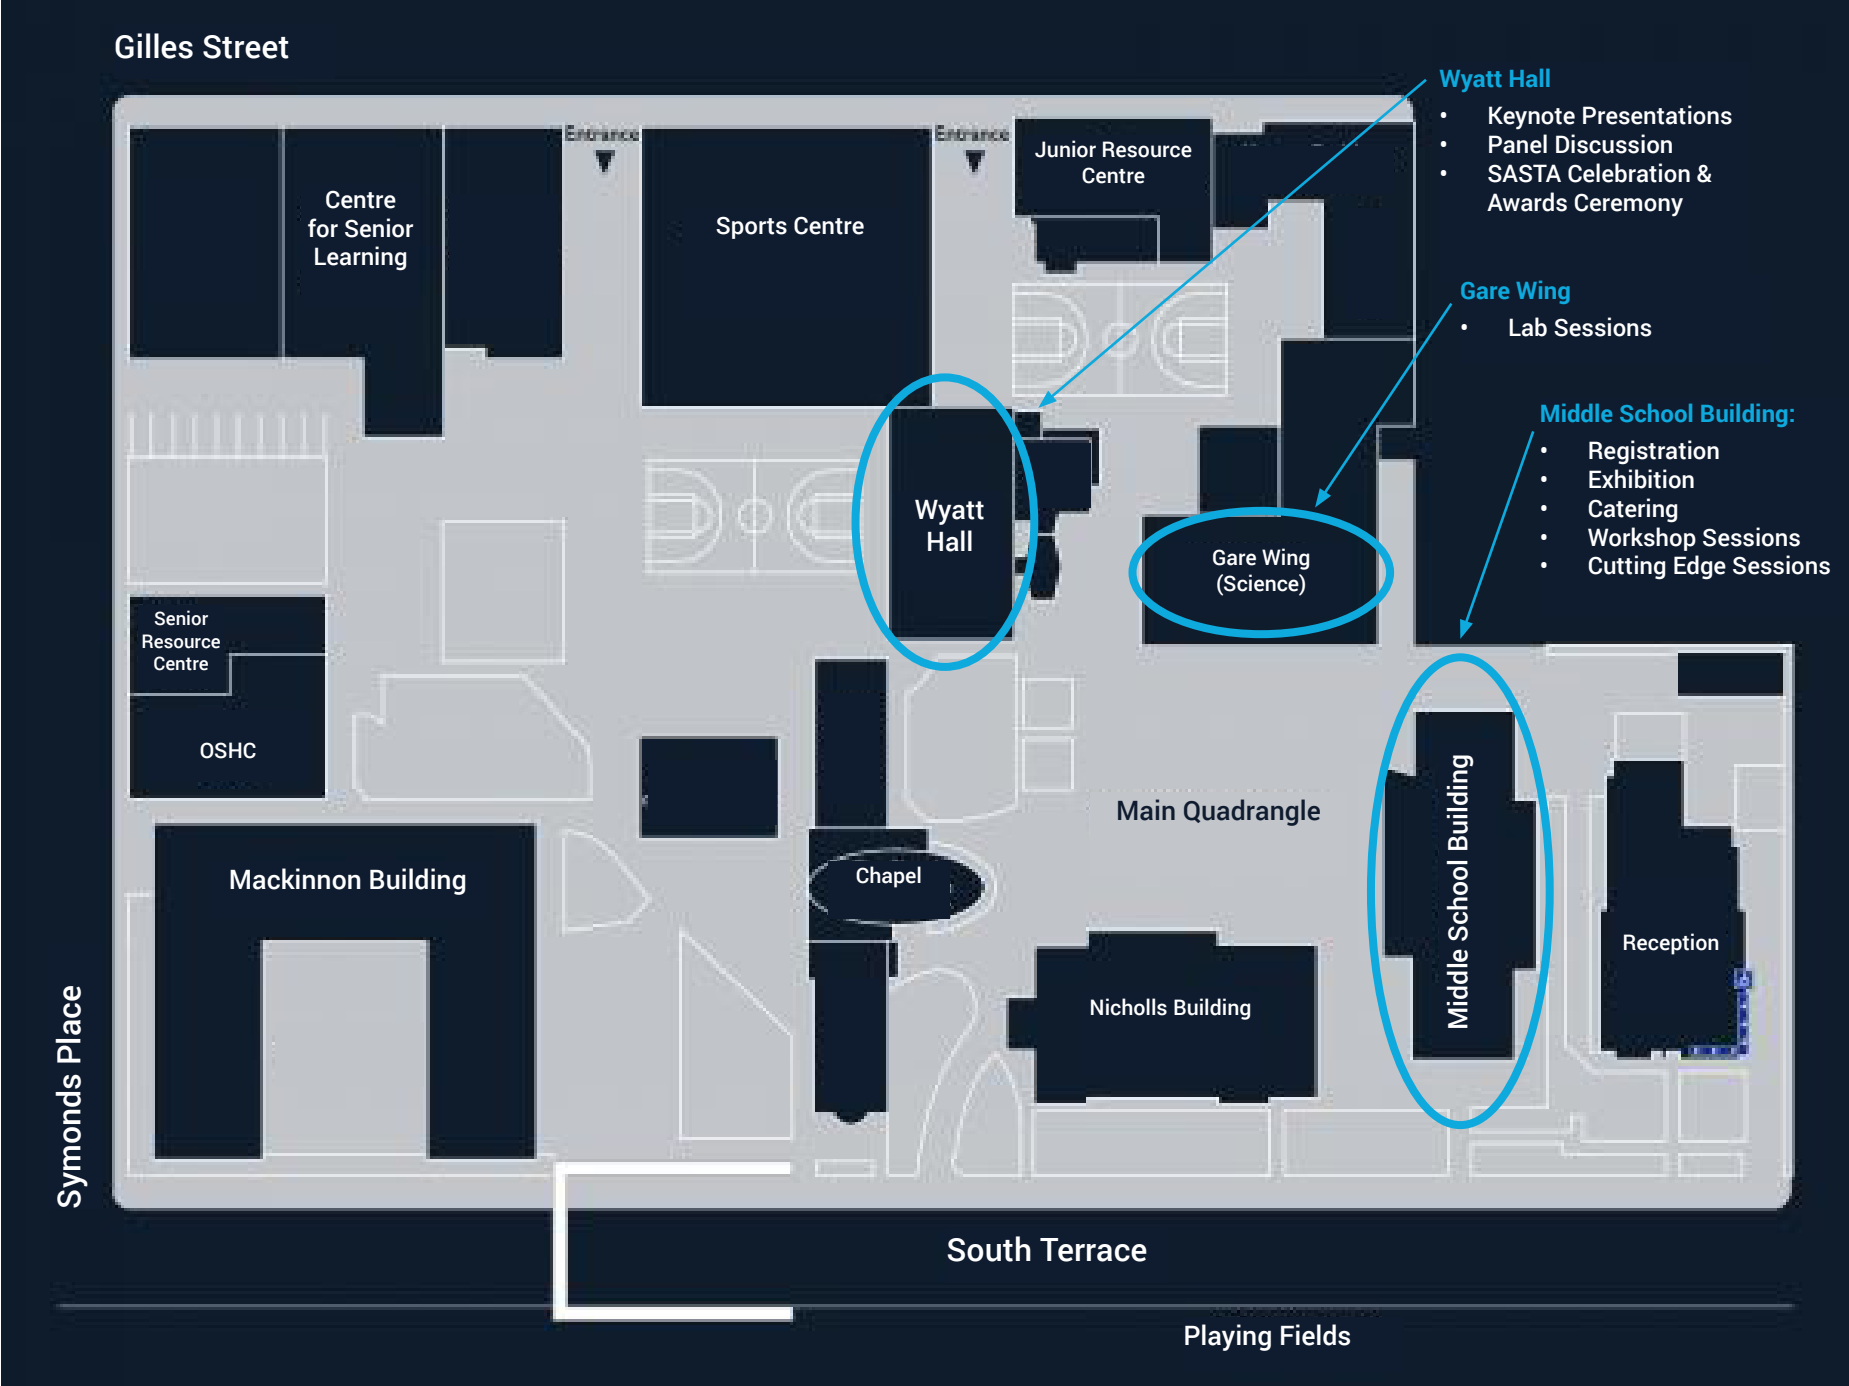 Gilles Street
Entrance
Entrance
Centre
for Senior
Learning
Sports Centre
Junior Resource
Centre
Wyatt Hall
• Keynote Presentations
• Panel Discussion
• SASTA Celebration &
Awards Ceremony
Gare Wing
• Lab Sessions
Middle School Building:
• Registration
• Exhibition
• Catering
• Workshop Sessions
• Cutting Edge Sessions
Wyatt
Hall
Gare Wing
(Science)
Senior
Resource
Centre
OSHC
Main Quadrangle
Middle School Building
Mackinnon Building
Chapel
Reception
Nicholls Building
Symonds Place
South Terrace
Playing Fields